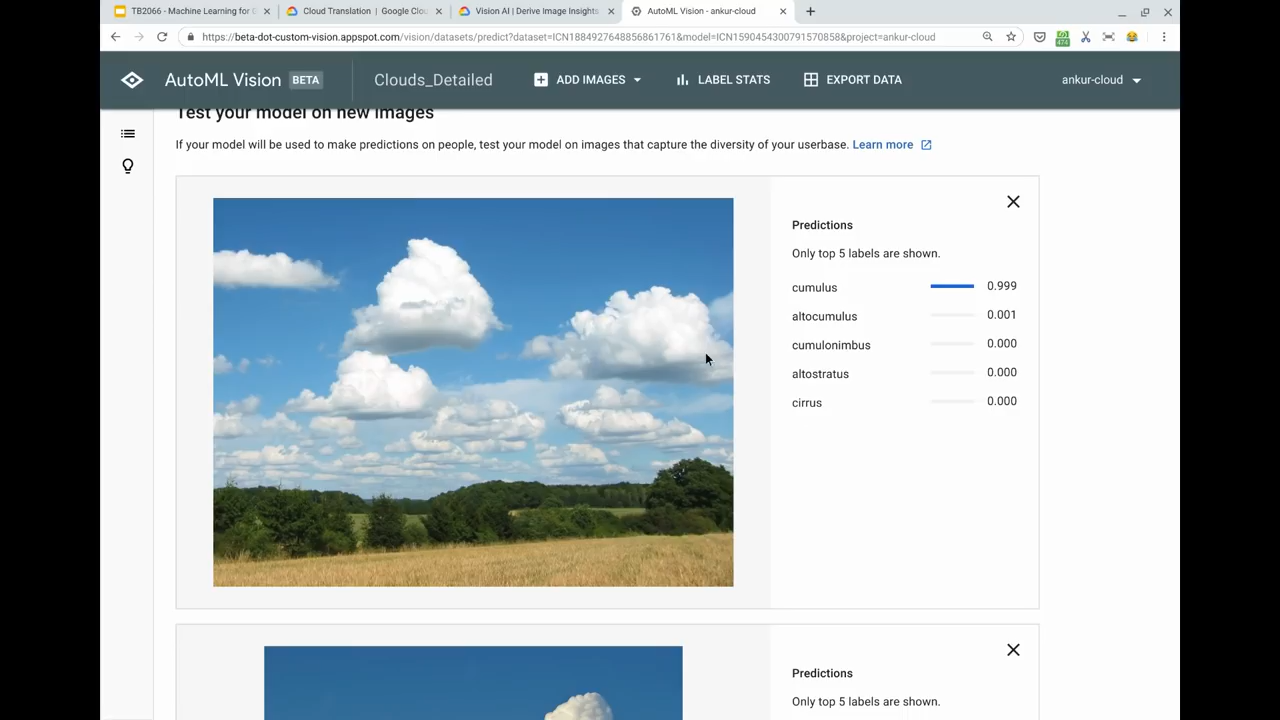 TB2066 - Machine Learning for G
Cloud Translation | Google Clou
Vision AI | Derive Image Insights
AutoML Vision - ankur-cloud
https://beta-dot-custom-vision.appspot.com/vision/datasets/predict?dataset=ICN1884927648856861761&model=ICN1590454300791570858&project=ankur-cloud
474
AutoML Vision BETA
Clouds_Detailed
ADD IMAGES
LABEL STATS
EXPORT DATA
ankur-cloud
Test your model on new images
If your model will be used to make predictions on people, test your model on images that capture the diversity of your userbase. Learn more
Predictions
Only top 5 labels are shown.
cumulus 0.999
altocumulus 0.001
cumulonimbus 0.000
altostratus 0.000
cirrus 0.000
Predictions
Only top 5 labels are shown.